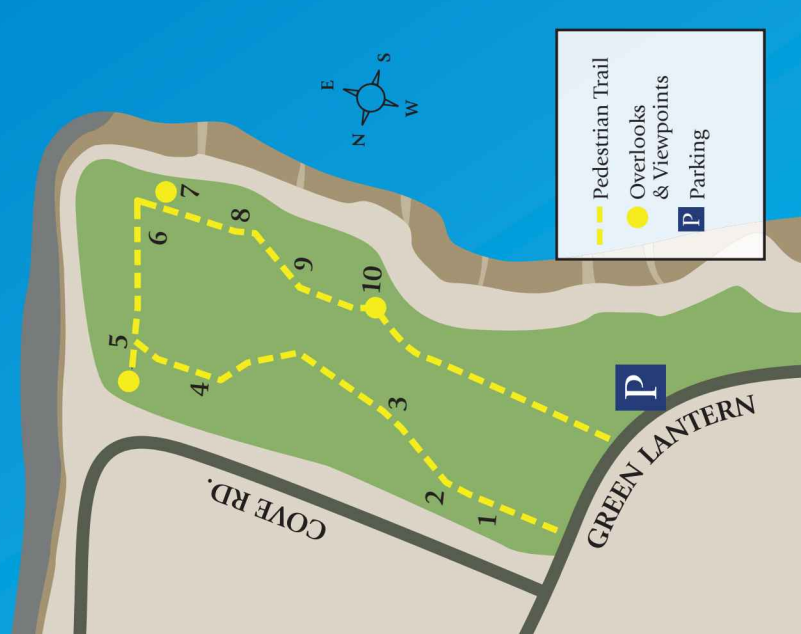 E
S
N
W
Pedestrian Trail
Overlooks
& Viewpoints
P Parking
1
2
3
4
5
6
7
8
9
10
COVE RD.
P
GREEN LANTERN